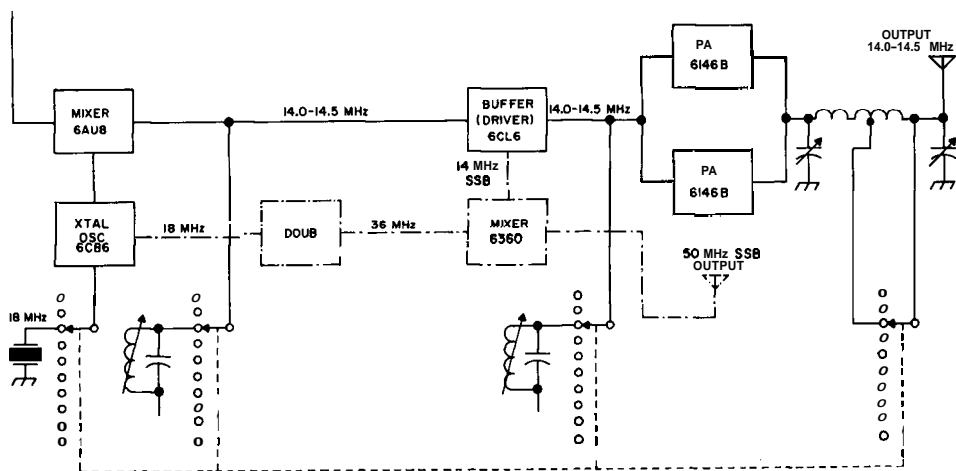 OUTPUT
14.0-14.5 MHz
PA
6146B
MIXER
6AU8
14.0-14.5 MHz
BUFFER
(DRIVER)
6CL6
14.0-14.5 MHz
PA
6146B
14 MHz
SSB
XTAL
OSC
6CB6
18 MHz
DOUB
36 MHz
MIXER
6360
50 MHz SSB
OUTPUT
18 MHz